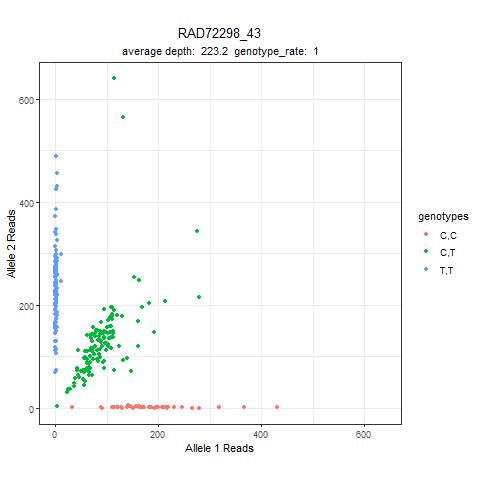 RAD72298_43
average depth: 223.2 genotype_rate: 1
600
400
200
0
Allele 2 Reads
0
200
400
600
Allele 1 Reads
genotypes
C,C
C,T
T,T